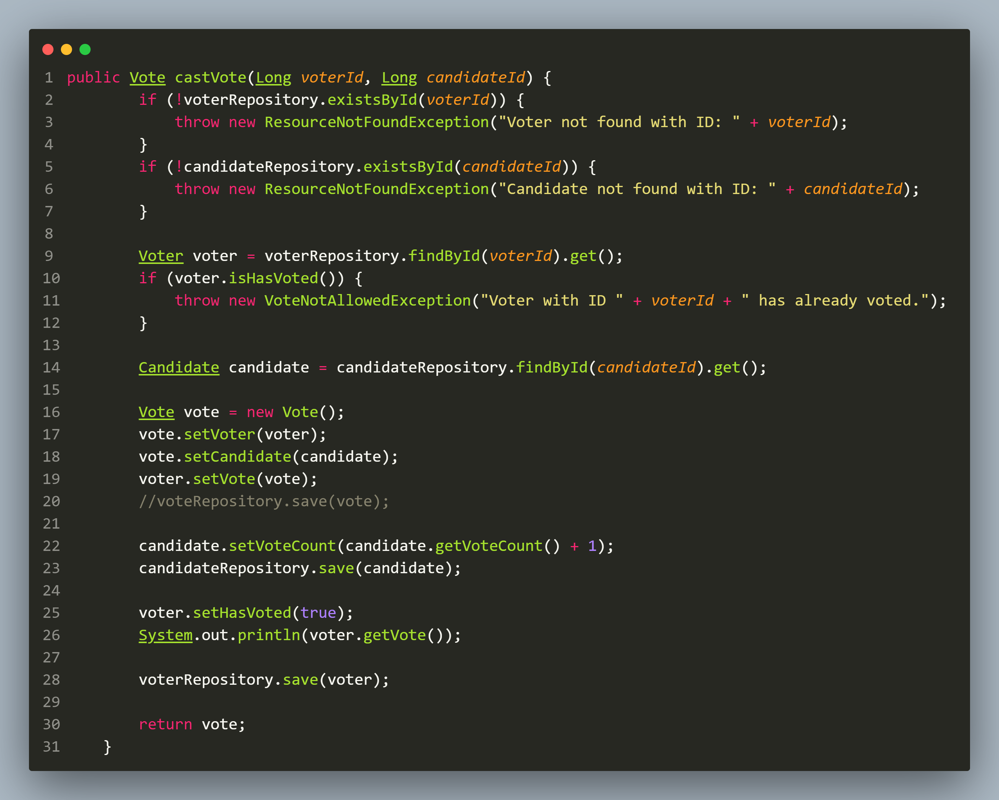 1 public Vote castVote(Long voterId, Long candidateId) {
2         if (!voterRepository.existsById(voterId)) {
3             throw new ResourceNotFoundException("Voter not found with ID: " + voterId);
4         }
5         if (!candidateRepository.existsById(candidateId)) {
6             throw new ResourceNotFoundException("Candidate not found with ID: " + candidateId);
7         }
8
9         Voter voter = voterRepository.findById(voterId).get();
10         if (voter.isHasVoted()) {
11             throw new VoteNotAllowedException("Voter with ID " + voterId + " has already voted.");
12         }
13
14         Candidate candidate = candidateRepository.findById(candidateId).get();
15
16         Vote vote = new Vote();
17         vote.setVoter(voter);
18         vote.setCandidate(candidate);
19         voter.setVote(vote);
20         //voteRepository.save(vote);
21
22         candidate.setVoteCount(candidate.getVoteCount() + 1);
23         candidateRepository.save(candidate);
24
25         voter.setHasVoted(true);
26         System.out.println(voter.getVote());
27
28         voterRepository.save(voter);
29
30         return vote;
31     }